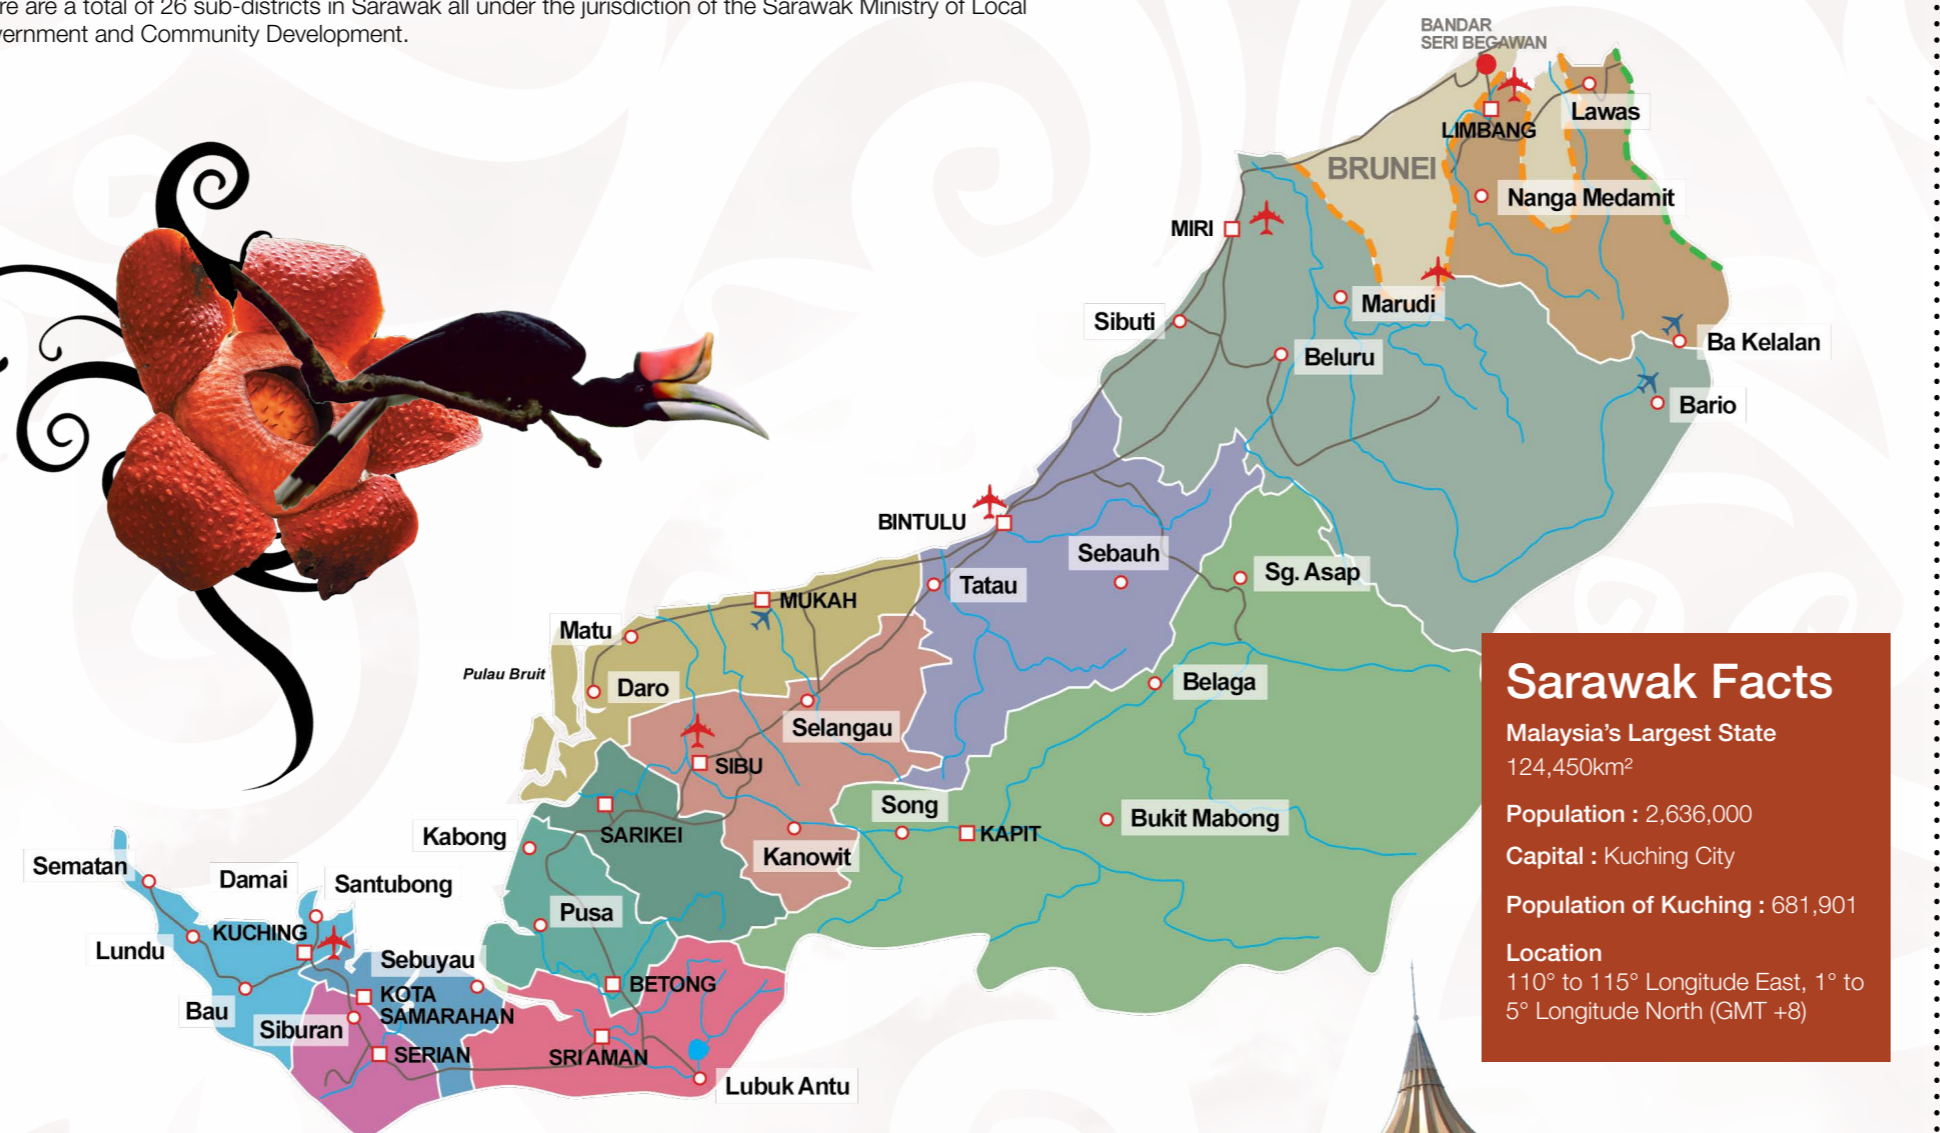 re are a total of 26 sub-districts in Sarawak all under the jurisdiction of the Sarawak Ministry of Local
vernment and Community Development.
BANDAR
SERI BEGAWAN
Lawas
LIMBANG
BRUNEI
Nanga Medamit
MIRI
Marudi
Sibuti
Ba Kelalan
Beluru
Bario
BINTULU
Sebauh
Sg. Asap
Tatau
MUKAH
Matu
Pulau Bruit
Daro
Belaga
Selangau
SIBU
Song
Bukit Mabong
SARIKEI
KAPIT
Kabong
Kanowit
Sematan
Damai
Santubong
Pusa
KUCHING
Lundu
Sebuyau
BETONG
KOTA
SAMARAHAN
Bau
Siburan
SERIAN
SRI AMAN
Lubuk Antu
Sarawak Facts
Malaysia's Largest State
124,450km²
Population : 2,636,000
Capital : Kuching City
Population of Kuching : 681,901
Location
110° to 115° Longitude East, 1° to
5° Longitude North (GMT +8)